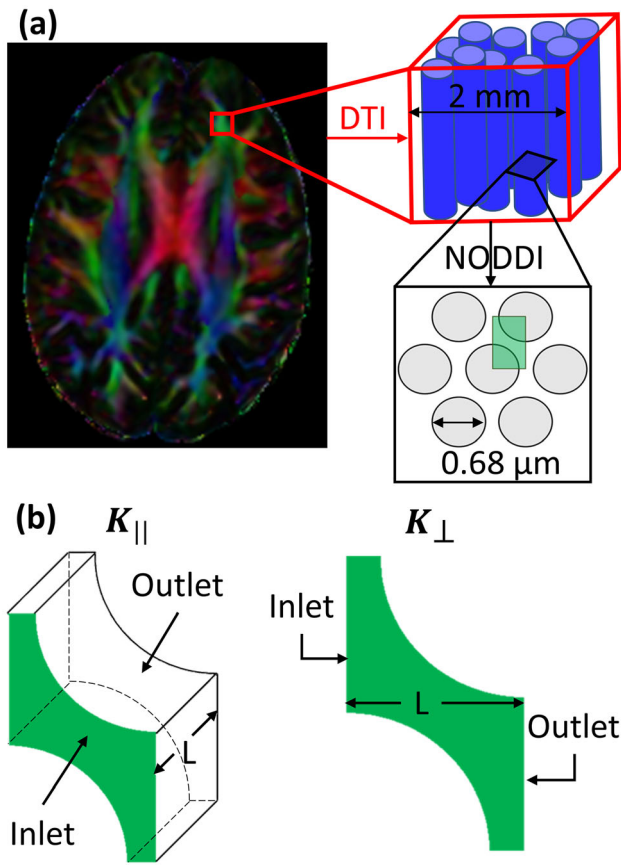 (a)
2 mm
DTI
NODDI
0.68 μm
(b)
K||
K⊥
Outlet
Inlet
L
L
Outlet
Inlet